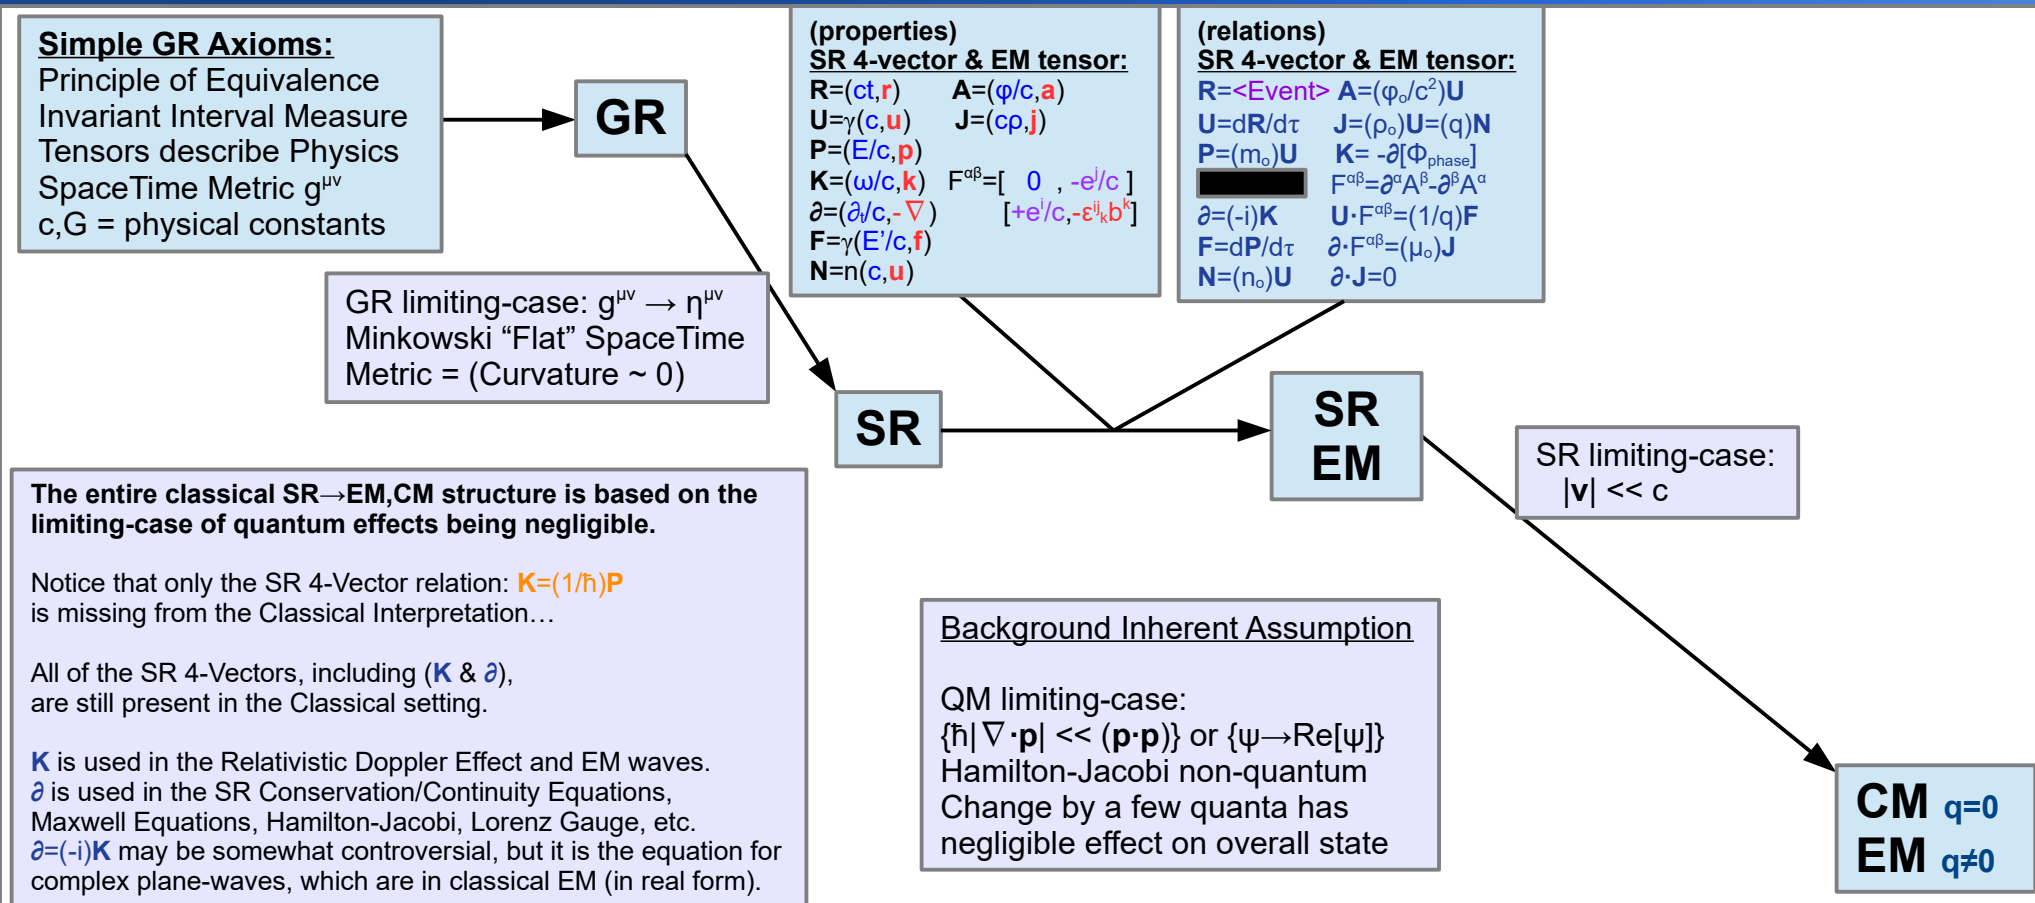 Simple GR Axioms:
Principle of Equivalence
Invariant Interval Measure
Tensors describe Physics
SpaceTime Metric g^μν
c,G = physical constants
GR
(properties)
SR 4-vector & EM tensor:
R=(ct,r) A=(φ/c,a)
U=γ(c,u) J=(cρ,j)
P=(E/c,p)
K=(ω/c,k) F^αβ=[ 0 , -e^j/c ]
∂=(∂_t/c,-∇) [+e^i/c,-ε^ij_k b^k]
F=γ(E'/c,f)
N=n(c,u)
(relations)
SR 4-vector & EM tensor:
R=<Event> A=(φ_o/c²)U
U=dR/dτ J=(ρ_o)U=(q)N
P=(m_o)U K= -∂[Φ_phase]
F^αβ=∂^αA^β-∂^βA^α
∂=(-i)K U·F^αβ=(1/q)F
F=dP/dτ ∂·F^αβ=(μ_o)J
N=(n_o)U ∂·J=0
GR limiting-case: g^μν → η^μν
Minkowski “Flat” SpaceTime
Metric = (Curvature ~ 0)
SR
SR
EM
SR limiting-case:
|v| << c
The entire classical SR→EM,CM structure is based on the
limiting-case of quantum effects being negligible.
Notice that only the SR 4-Vector relation: K=(1/ħ)P
is missing from the Classical Interpretation…
All of the SR 4-Vectors, including (K & ∂),
are still present in the Classical setting.
K is used in the Relativistic Doppler Effect and EM waves.
∂ is used in the SR Conservation/Continuity Equations,
Maxwell Equations, Hamilton-Jacobi, Lorenz Gauge, etc.
∂=(-i)K may be somewhat controversial, but it is the equation for
complex plane-waves, which are in classical EM (in real form).
Background Inherent Assumption
QM limiting-case:
{ħ|∇·p| << (p·p)} or {ψ→Re[ψ]}
Hamilton-Jacobi non-quantum
Change by a few quanta has
negligible effect on overall state
CM q=0
EM q≠0